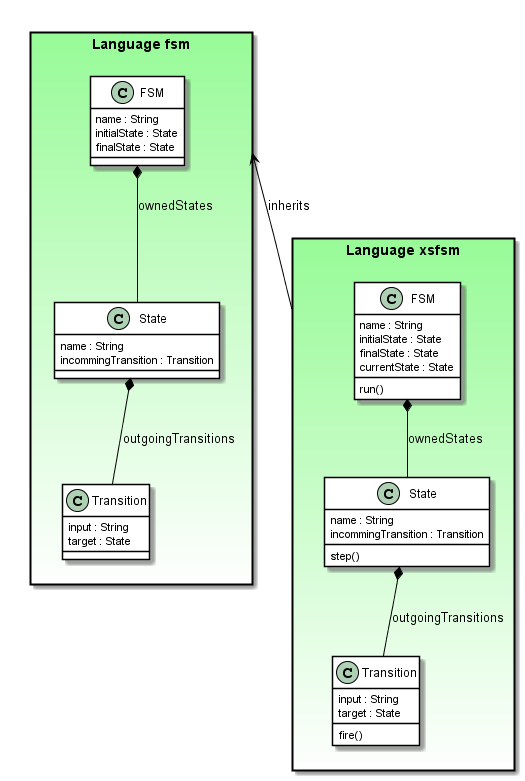 Language fsm
C FSM
name : String
initialState : State
finalState : State
ownedStates
C State
name : String
incommingTransition : Transition
outgoingTransitions
C Transition
input : String
target : State
inherits
Language xsfsm
C FSM
name : String
initialState : State
finalState : State
currentState : State
run()
ownedStates
C State
name : String
incommingTransition : Transition
step()
outgoingTransitions
C Transition
input : String
target : State
fire()